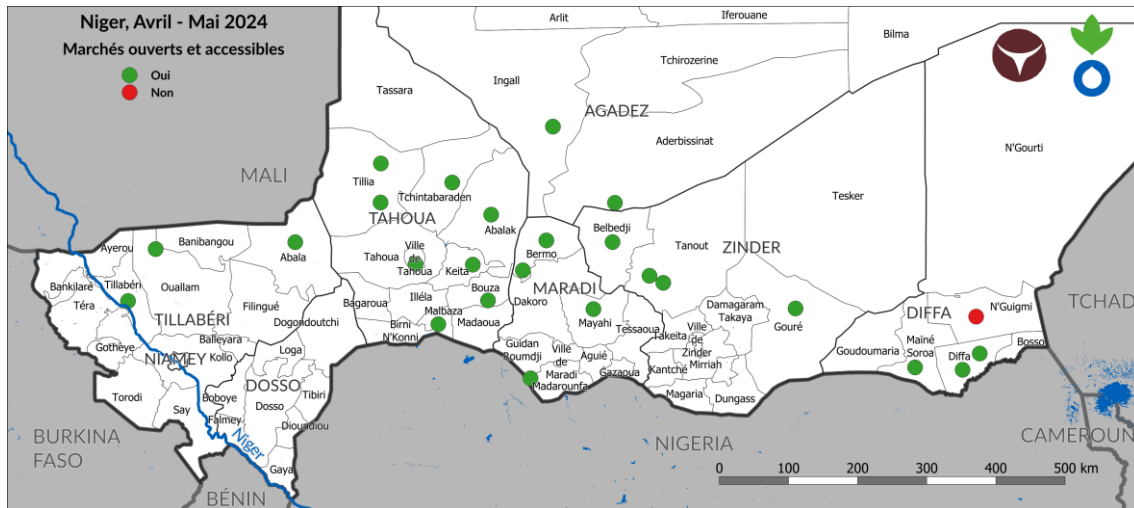 Niger, Avril - Mai 2024
Marchés ouverts et accessibles
Oui
Non
Arlit
Iferouane
Bilma
Tchirozerine
Ingall
Tassara
AGADEZ
Aderbissinat
N'Gourti
MALI
Tillia
Tchintabaraden
Tesker
TAHOUA
Abalak
Belbedji
Tanout
ZINDER
Ayerou
Banibangou
Abala
Tahoua
Ville
de
Tahoua
Keita
Bermo
Bankilaré
Tillabéri
Ouallam
Téra
Filingué
Bagaroua
Illéla
Bouza
Dakoro
MARADI
Damagaram
Takaya
Gouré
DIFFA
N'Guigmi
TCHAD
TILLABÉRI
Dogondoutchi
Birni
N'Konni
Malbaza
Madaoua
Mayahi
Tessaoua
Takeita
Ville
de
Zinder
Mirriah
Goudoumaria
Maïné
Soroa
Diffa
Bosso
Gothèye
NIAMEY
Balleyara
Kollo
Loga
Guidan
Roumdji
Ville
de
Maradi
Madarounfa
Aguié
Gazaoua
Kantché
Magaria
Dungass
Torodi
Say
Boboye
DOSSO
Dosso
Tibiri
Falmey
Dioundiou
Gaya
Niger
BURKINA
FASO
BÉNIN
NIGERIA
CAMEROUN
0 100 200 300 400 500 km